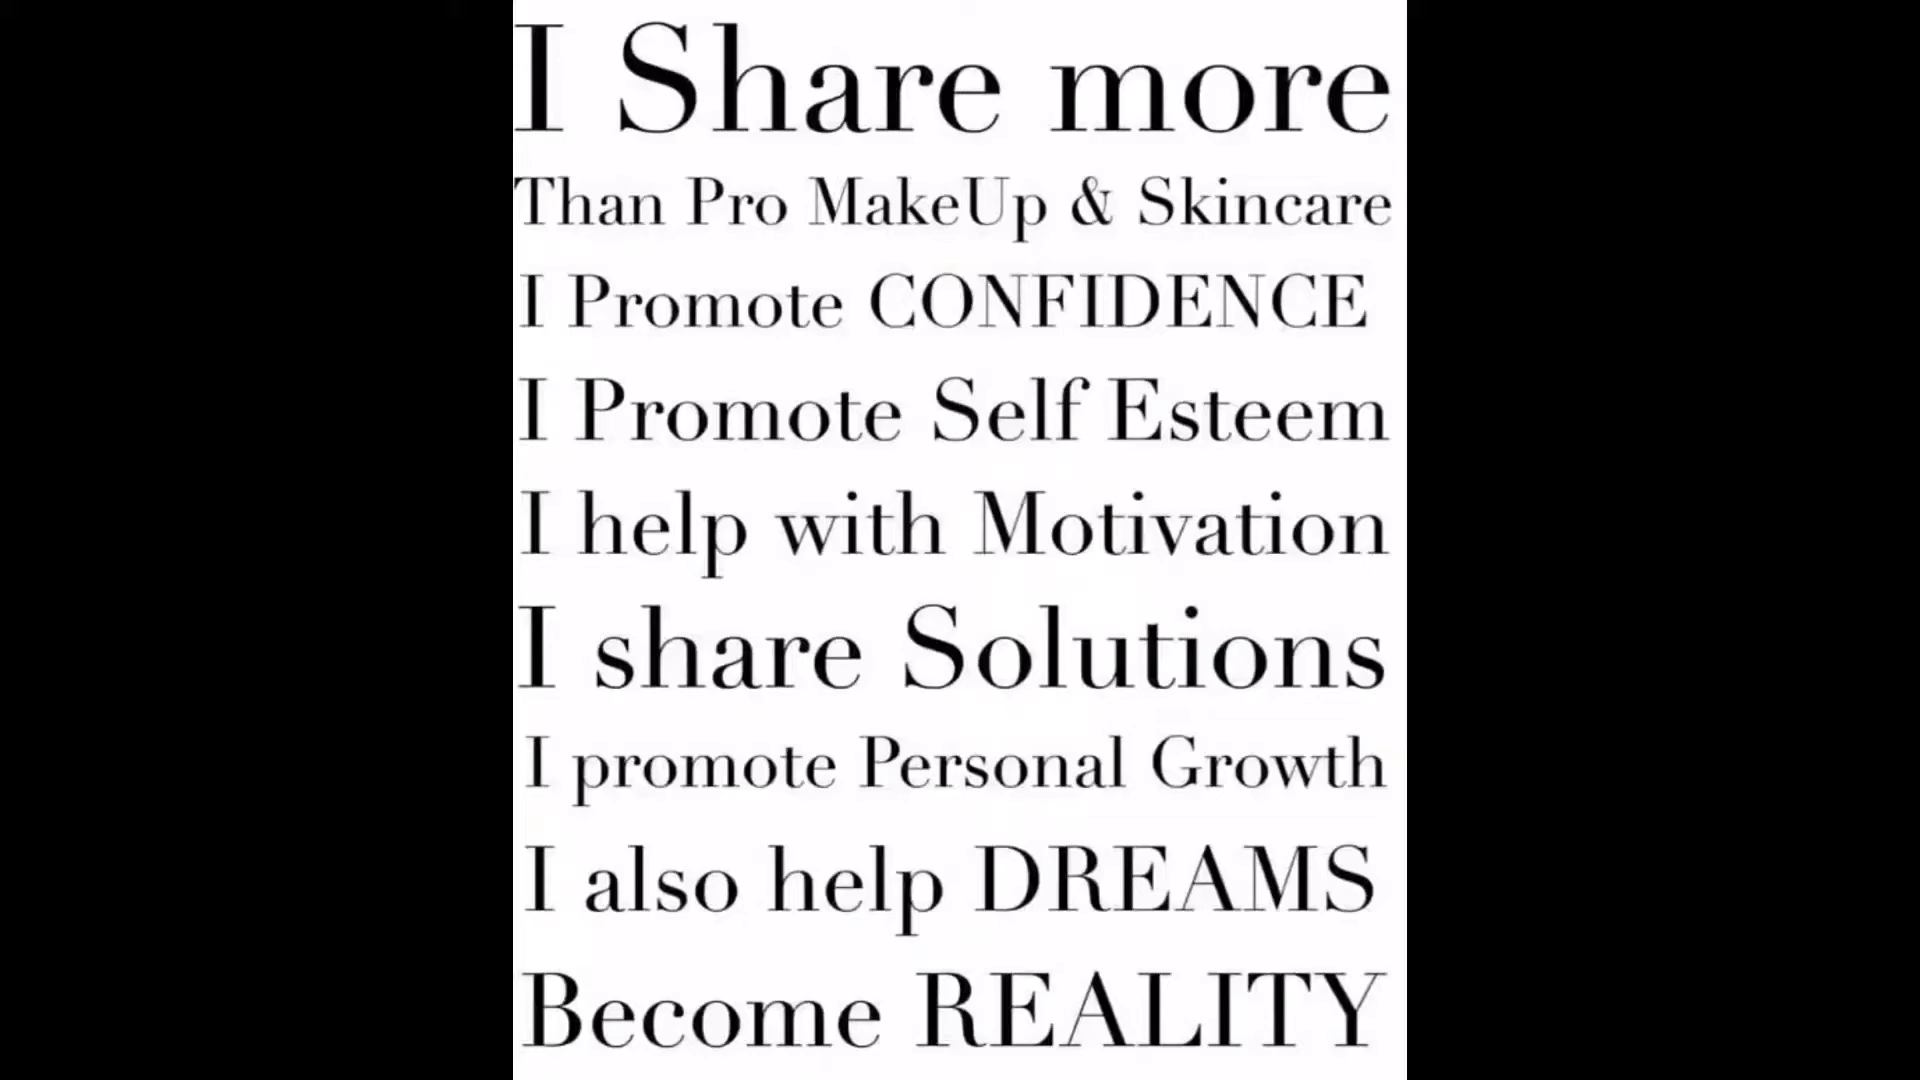 I Share more
Than Pro MakeUp & Skincare
I Promote CONFIDENCE
I Promote Self Esteem
I help with Motivation
I share Solutions
I promote Personal Growth
I also help DREAMS
Become REALITY